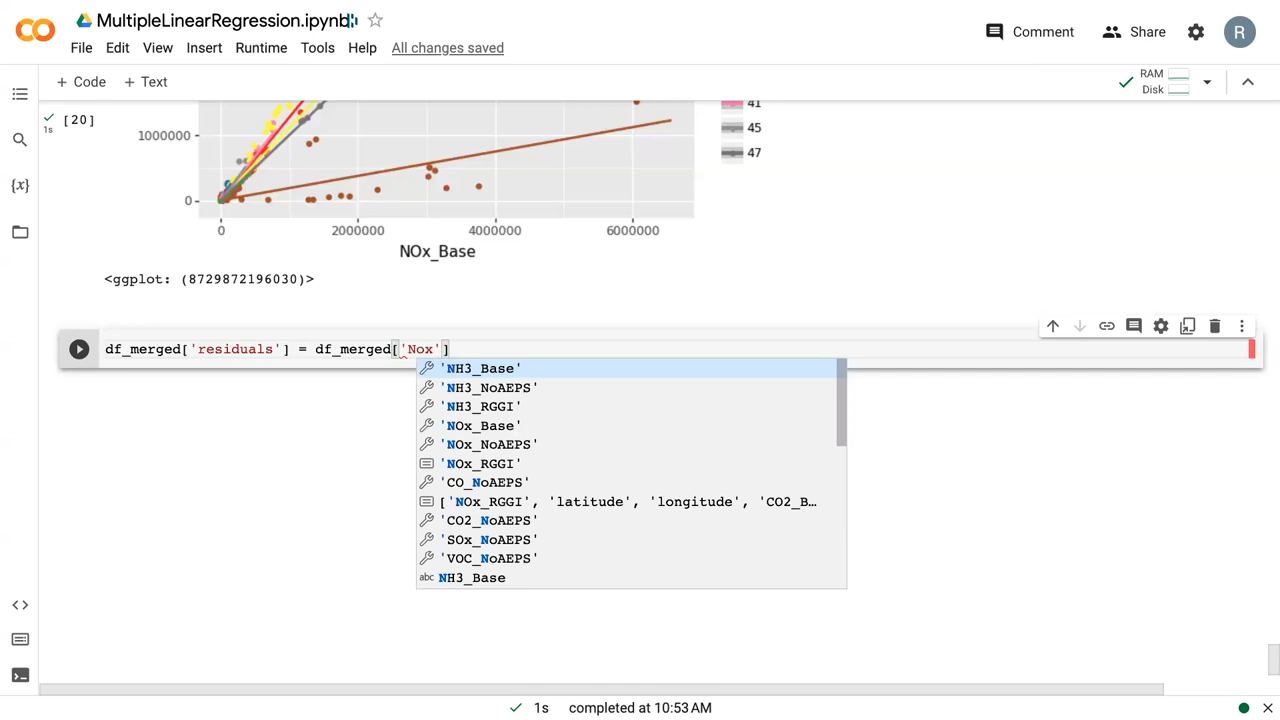 MultipleLinearRegression.ipynb
File Edit View Insert Runtime Tools Help All changes saved
Comment Share R
+ Code + Text
RAM
Disk
[20]
1s
1000000
0
0 2000000 4000000 6000000
NOx_Base
41
45
47
<ggplot: (8729872196030)>
df_merged['residuals'] = df_merged['Nox']
'NH3_Base'
'NH3_NoAEPS'
'NH3_RGGI'
'NOx_Base'
'NOx_NoAEPS'
'NOx_RGGI'
'CO_NoAEPS'
['NOx_RGGI', 'latitude', 'longitude', 'CO2_B…
'CO2_NoAEPS'
'SOx_NoAEPS'
'VOC_NoAEPS'
abc NH3_Base
1s completed at 10:53 AM